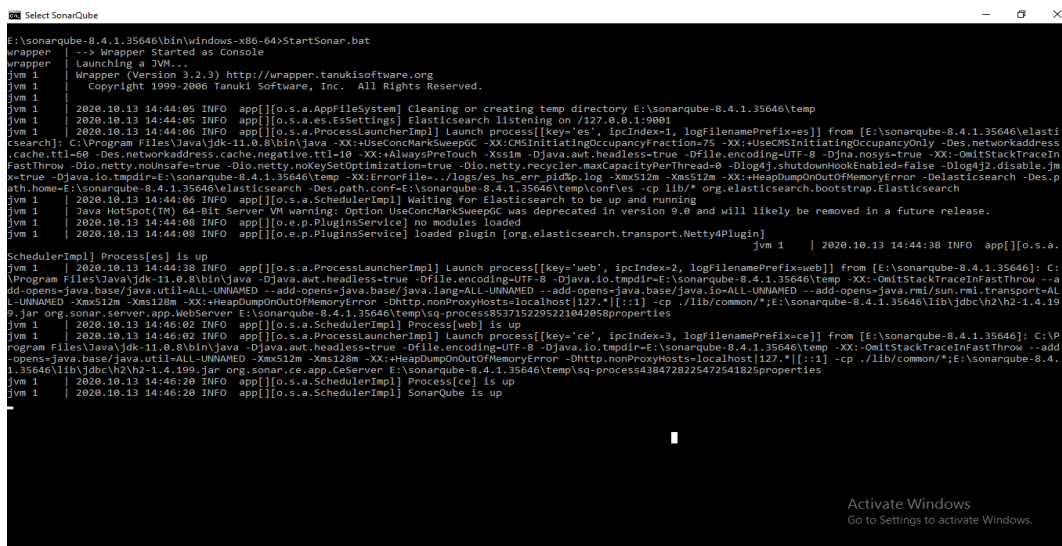 Select SonarQube
E:\sonarqube-8.4.1.35646\bin\windows-x86-64>StartSonar.bat
wrapper  | --> Wrapper Started as Console
wrapper  | Launching a JVM...
jvm 1    | Wrapper (Version 3.2.3) http://wrapper.tanukisoftware.org
jvm 1    |   Copyright 1999-2006 Tanuki Software, Inc.  All Rights Reserved.
jvm 1    |
jvm 1    | 2020.10.13 14:44:05 INFO  app[][o.s.a.AppFileSystem] Cleaning or creating temp directory E:\sonarqube-8.4.1.35646\temp
jvm 1    | 2020.10.13 14:44:05 INFO  app[][o.s.a.es.EsSettings] Elasticsearch listening on /127.0.0.1:9001
jvm 1    | 2020.10.13 14:44:06 INFO  app[][o.s.a.ProcessLauncherImpl] Launch process[[key='es', ipcIndex=1, logFilenamePrefix=es]] from [E:\sonarqube-8.4.1.35646\elasti
csearch]: C:\Program Files\Java\jdk-11.0.8\bin\java -XX:+UseConcMarkSweepGC -XX:CMSInitiatingOccupancyFraction=75 -XX:+UseCMSInitiatingOccupancyOnly -Des.networkaddress
.cache.ttl=60 -Des.networkaddress.cache.negative.ttl=10 -XX:+AlwaysPreTouch -Xss1m -Djava.awt.headless=true -Dfile.encoding=UTF-8 -Djna.nosys=true -XX:-OmitStackTraceIn
FastThrow -Dio.netty.noUnsafe=true -Dio.netty.noKeySetOptimization=true -Dio.netty.recycler.maxCapacityPerThread=0 -Dlog4j.shutdownHookEnabled=false -Dlog4j2.disable.jm
x=true -Djava.io.tmpdir=E:\sonarqube-8.4.1.35646\temp -XX:ErrorFile=../logs/es_hs_err_pid%p.log -Xmx512m -Xms512m -XX:+HeapDumpOnOutOfMemoryError -Delasticsearch -Des.p
ath.home=E:\sonarqube-8.4.1.35646\elasticsearch -Des.path.conf=E:\sonarqube-8.4.1.35646\temp\conf\es -cp lib/* org.elasticsearch.bootstrap.Elasticsearch
jvm 1    | 2020.10.13 14:44:06 INFO  app[][o.s.a.SchedulerImpl] Waiting for Elasticsearch to be up and running
jvm 1    | Java HotSpot(TM) 64-Bit Server VM warning: Option UseConcMarkSweepGC was deprecated in version 9.0 and will likely be removed in a future release.
jvm 1    | 2020.10.13 14:44:08 INFO  app[][o.e.p.PluginsService] no modules loaded
jvm 1    | 2020.10.13 14:44:08 INFO  app[][o.e.p.PluginsService] loaded plugin [org.elasticsearch.transport.Netty4Plugin]
jvm 1    | 2020.10.13 14:44:38 INFO  app[][o.s.a.
SchedulerImpl] Process[es] is up
jvm 1    | 2020.10.13 14:44:38 INFO  app[][o.s.a.ProcessLauncherImpl] Launch process[[key='web', ipcIndex=2, logFilenamePrefix=web]] from [E:\sonarqube-8.4.1.35646]: C:
\Program Files\Java\jdk-11.0.8\bin\java -Djava.awt.headless=true -Dfile.encoding=UTF-8 -Djava.io.tmpdir=E:\sonarqube-8.4.1.35646\temp -XX:-OmitStackTraceInFastThrow --a
dd-opens=java.base/java.util=ALL-UNNAMED --add-opens=java.base/java.lang=ALL-UNNAMED --add-opens=java.base/java.io=ALL-UNNAMED --add-opens=java.rmi/sun.rmi.transport=AL
L-UNNAMED -Xmx512m -Xms128m -XX:+HeapDumpOnOutOfMemoryError -Dhttp.nonProxyHosts=localhost|127.*|[::1] -cp ./lib/common/*;E:\sonarqube-8.4.1.35646\lib\jdbc\h2\h2-1.4.19
9.jar org.sonar.server.app.WebServer E:\sonarqube-8.4.1.35646\temp\sq-process8537152295221042058properties
jvm 1    | 2020.10.13 14:46:02 INFO  app[][o.s.a.SchedulerImpl] Process[web] is up
jvm 1    | 2020.10.13 14:46:02 INFO  app[][o.s.a.ProcessLauncherImpl] Launch process[[key='ce', ipcIndex=3, logFilenamePrefix=ce]] from [E:\sonarqube-8.4.1.35646]: C:\P
rogram Files\Java\jdk-11.0.8\bin\java -Djava.awt.headless=true -Dfile.encoding=UTF-8 -Djava.io.tmpdir=E:\sonarqube-8.4.1.35646\temp -XX:-OmitStackTraceInFastThrow --add
-opens=java.base/java.util=ALL-UNNAMED -Xmx512m -Xms128m -XX:+HeapDumpOnOutOfMemoryError -Dhttp.nonProxyHosts=localhost|127.*|[::1] -cp ./lib/common/*;E:\sonarqube-8.4.
1.35646\lib\jdbc\h2\h2-1.4.199.jar org.sonar.ce.app.CeServer E:\sonarqube-8.4.1.35646\temp\sq-process4384728225472541825properties
jvm 1    | 2020.10.13 14:46:20 INFO  app[][o.s.a.SchedulerImpl] Process[ce] is up
jvm 1    | 2020.10.13 14:46:20 INFO  app[][o.s.a.SchedulerImpl] SonarQube is up
Activate Windows
Go to Settings to activate Windows.